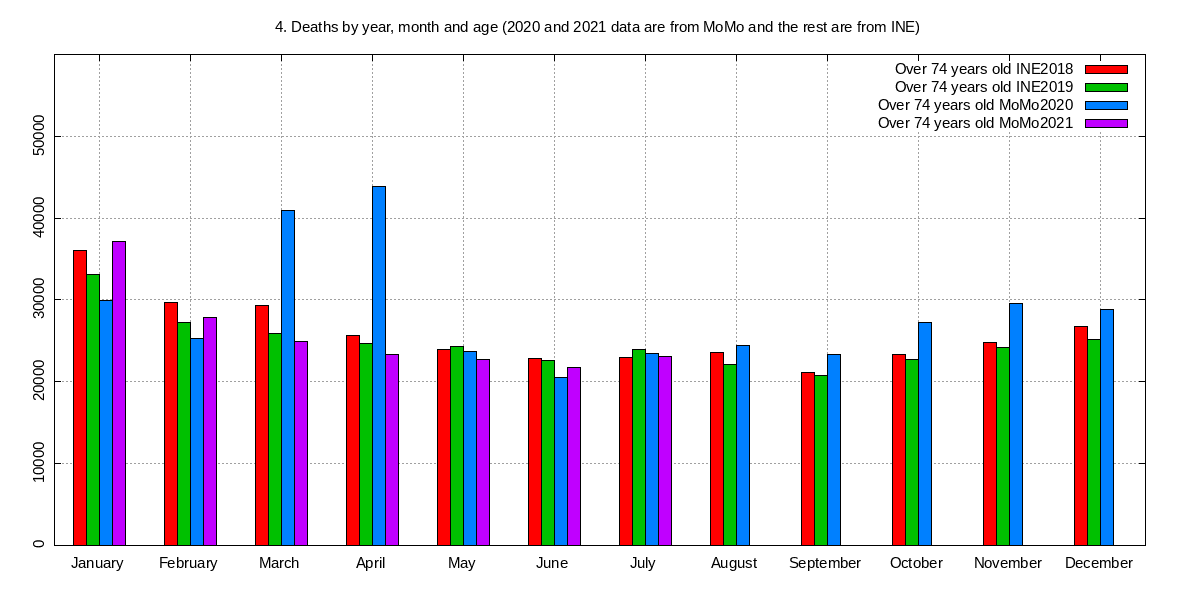 4. Deaths by year, month and age (2020 and 2021 data are from MoMo and the rest are from INE)
Over 74 years old INE2018
Over 74 years old INE2019
Over 74 years old MoMo2020
Over 74 years old MoMo2021
50000
40000
30000
20000
10000
0
January February March April May June July August September October November December